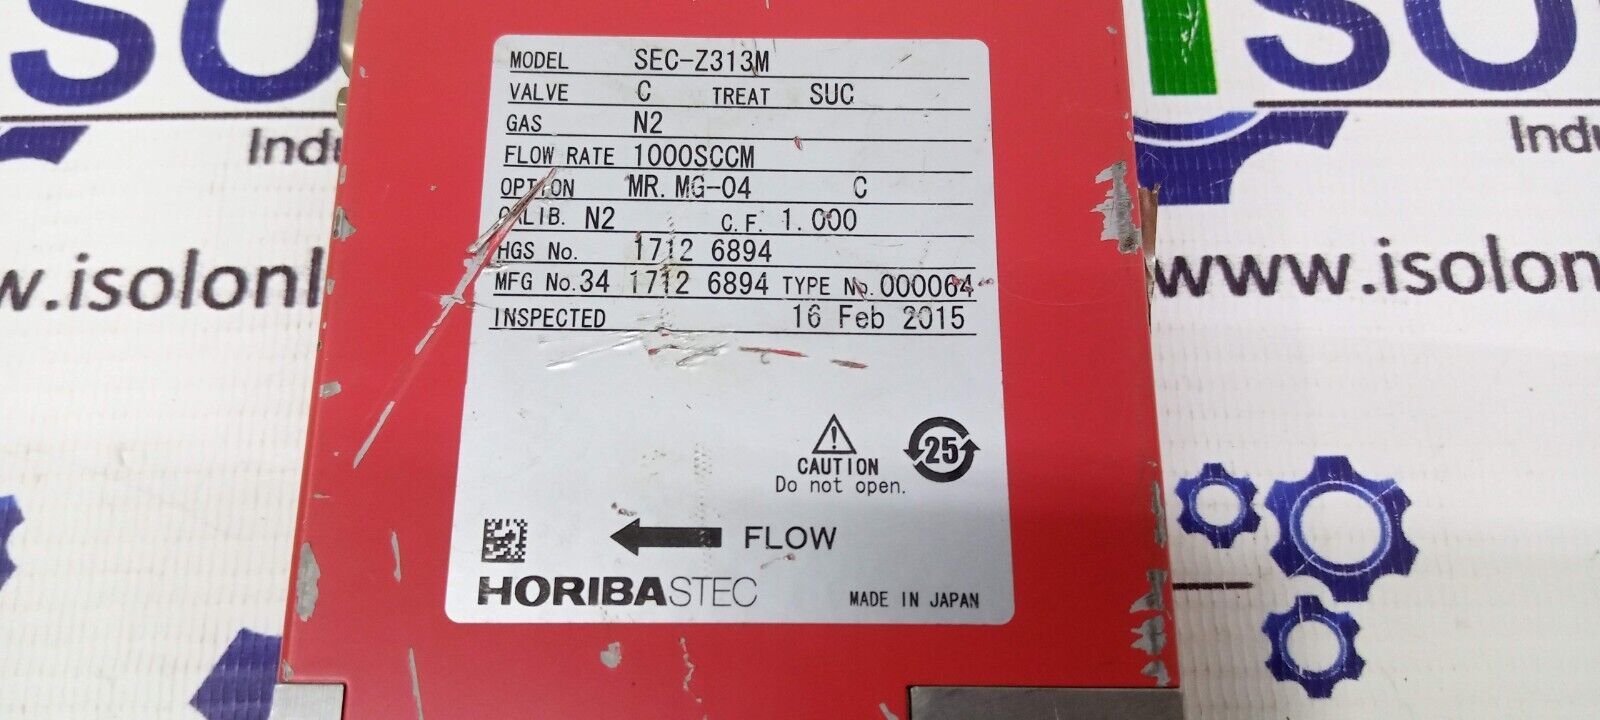 SOL
MODEL SEC-Z313M
VALVE C TREAT SUC
GAS N2
FLOW RATE 1000SCCM
OPTION MR. MG-04 C
CALIB. N2 C.F. 1.000
HGS No. 1712 6894
MFG No. 34 1712 6894 TYPE No. 000064
INSPECTED 16 Feb 2015
CAUTION
Do not open.
25
FLOW
HORIBASTEC
MADE IN JAPAN
ISOL
Indu
w.isolonl
www.isolon